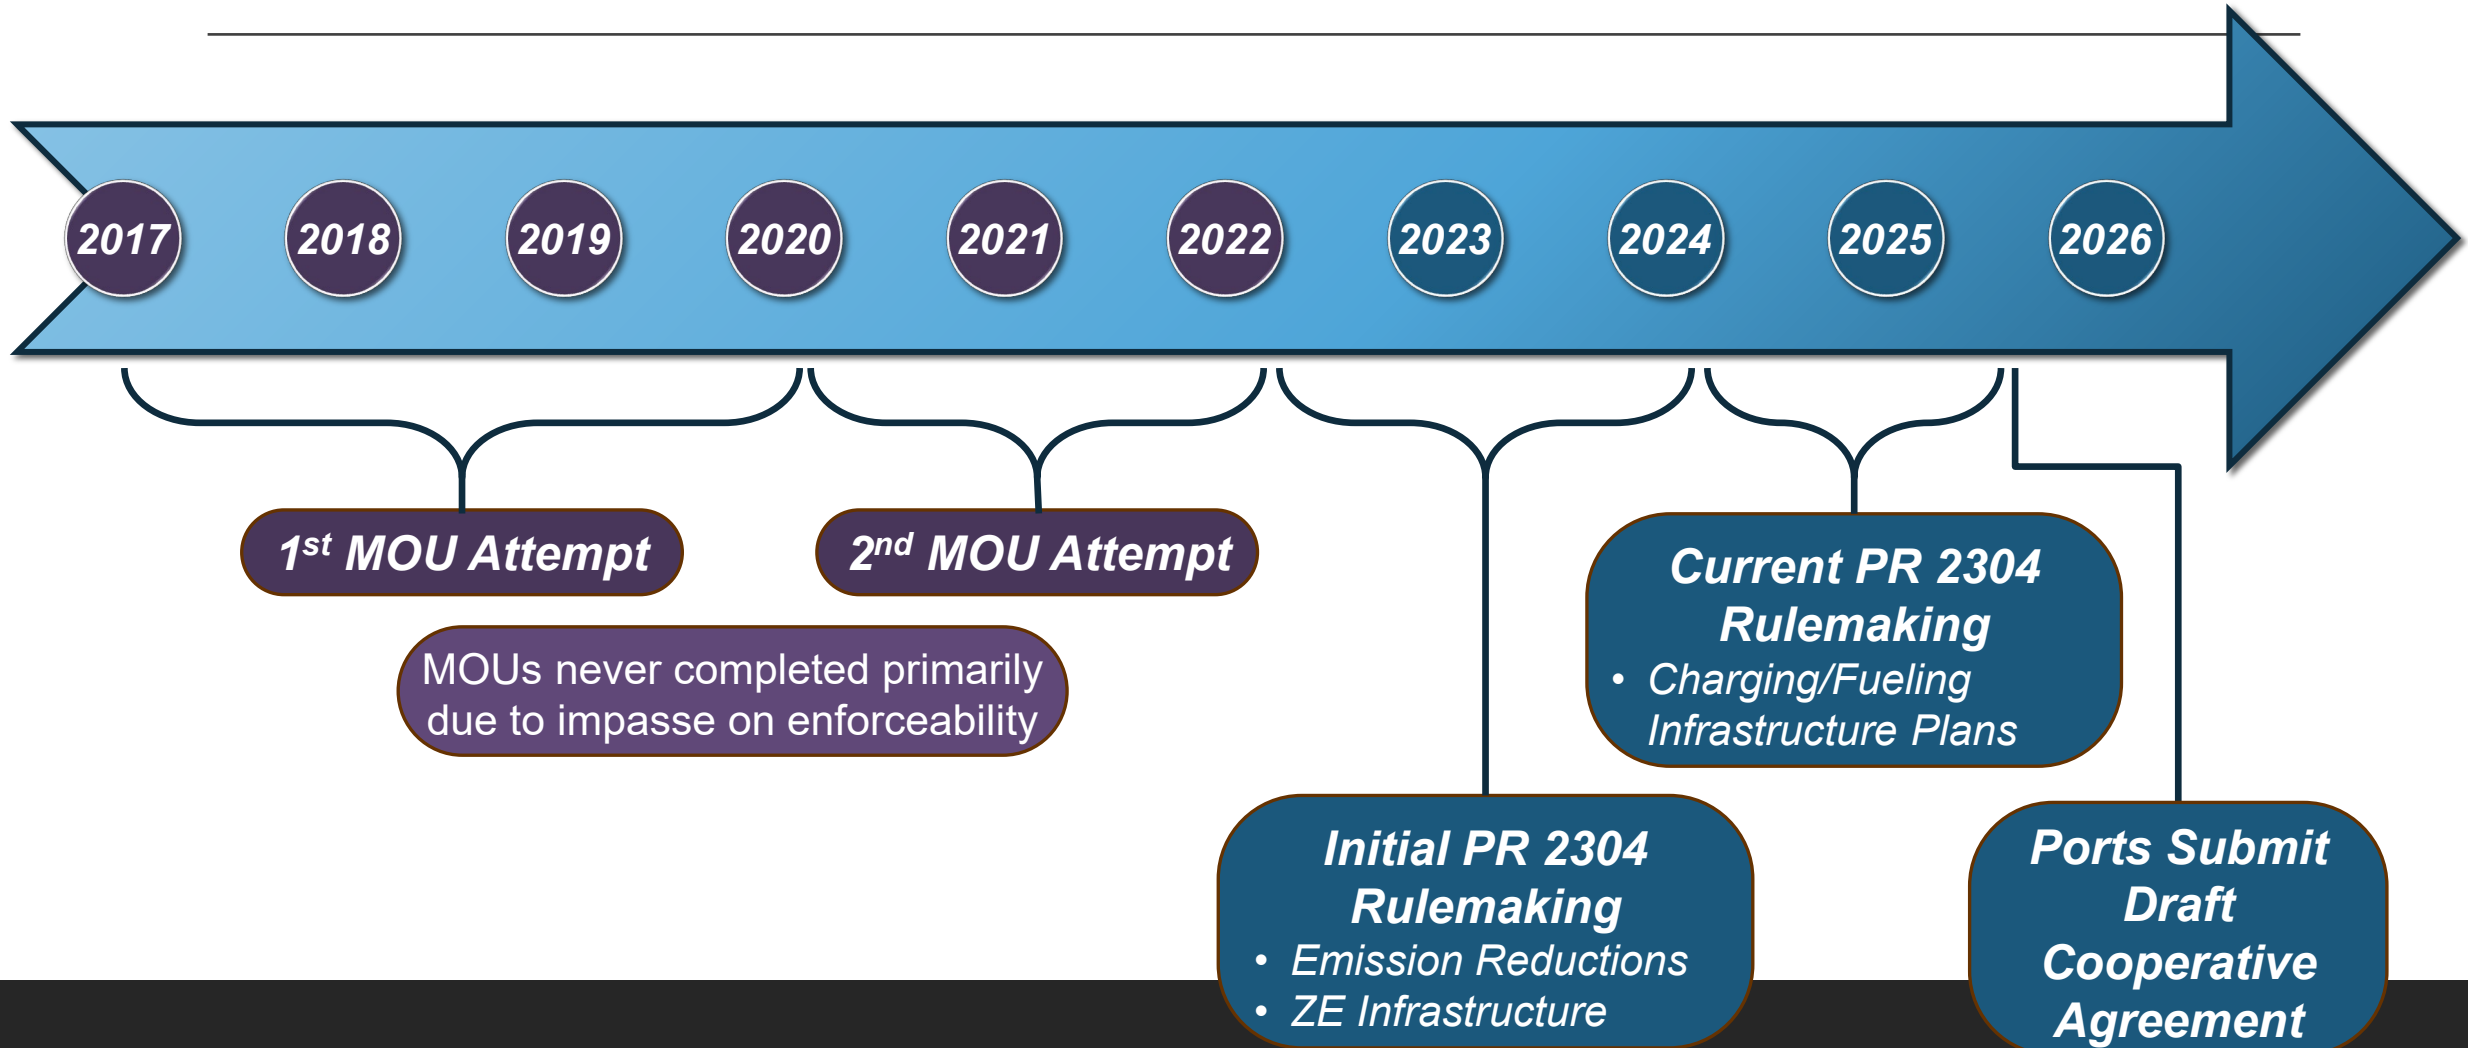 2017
2018
2019
2020
2021
2022
2023
2024
2025
2026
1st MOU Attempt
2nd MOU Attempt
MOUs never completed primarily
due to impasse on enforceability
Initial PR 2304
Rulemaking
• Emission Reductions
• ZE Infrastructure
Current PR 2304
Rulemaking
• Charging/Fueling
Infrastructure Plans
Ports Submit
Draft
Cooperative
Agreement